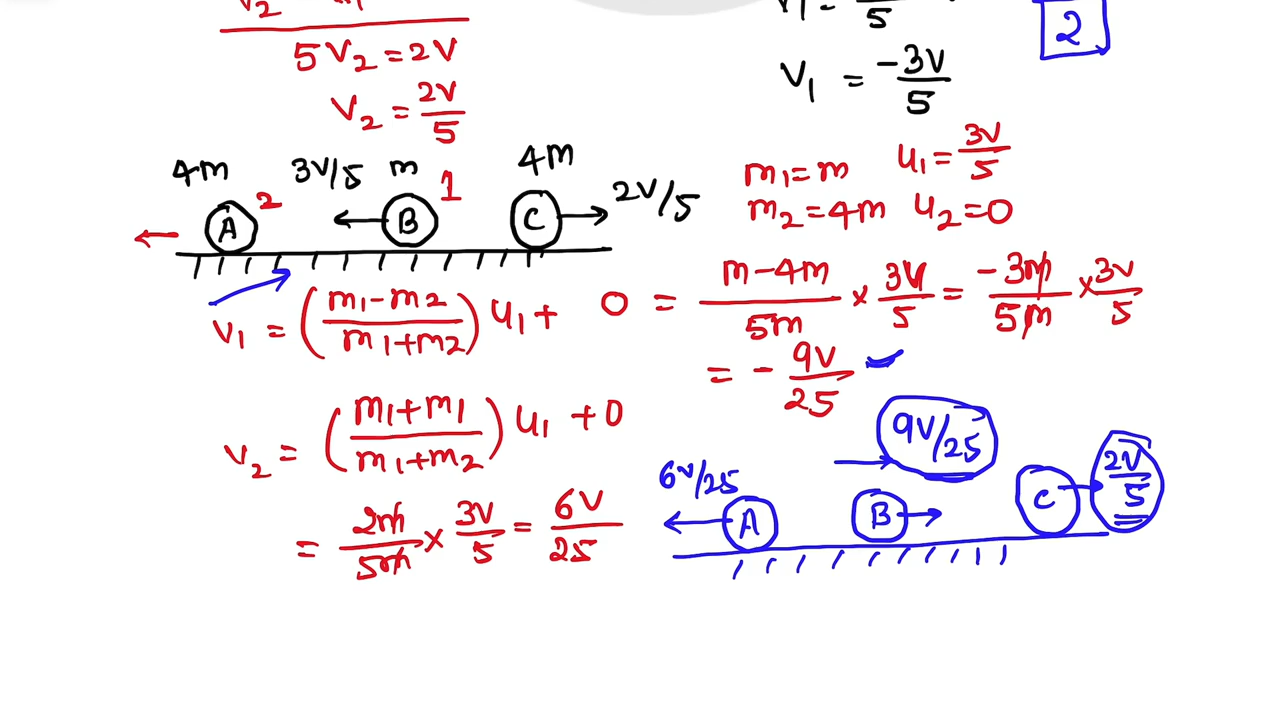 5V₂ = 2V
V₂ = 2V/5
V₁ = -3V/5
2
4m 3V/5 m 4m
A 2 B 1 C 2V/5
m₁ = m u₁ = 3V/5
m₂ = 4m u₂ = 0
V₁ = ((m₁ - m₂)/(m₁ + m₂)) u₁ + 0 = (m - 4m)/5m × 3V/5 = -3m/5m × 3V/5
= - 9V/25
V₂ = ((m₁ + m₁)/(m₁ + m₂)) u₁ + 0
= 2m/5m × 3V/5 = 6V/25
6V/25 9V/25 2V/5
A B C